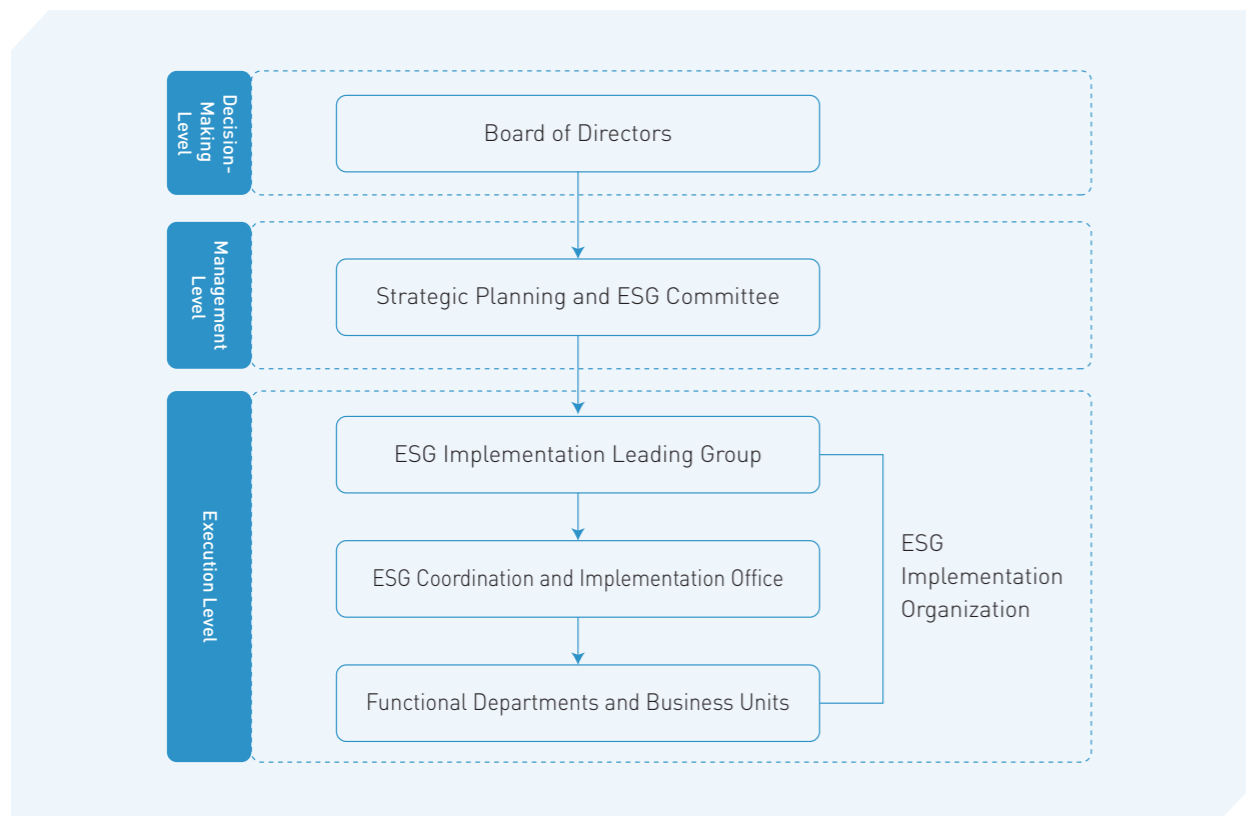 Decision-
Making
Level
Board of Directors
Management
Level
Strategic Planning and ESG Committee
Execution Level
ESG Implementation Leading Group
ESG Coordination and Implementation Office
Functional Departments and Business Units
ESG
Implementation
Organization